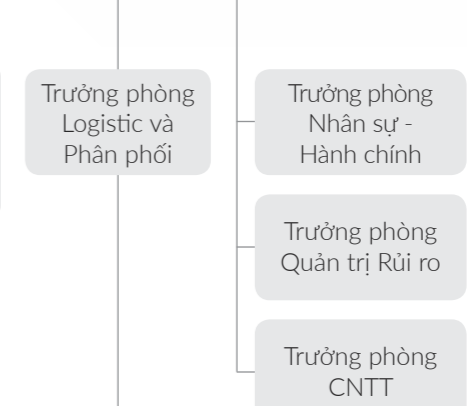 Trưởng phòng
Logistic và
Phân phối
Trưởng phòng
Nhân sự -
Hành chính
Trưởng phòng
Quản trị Rủi ro
Trưởng phòng
CNTT